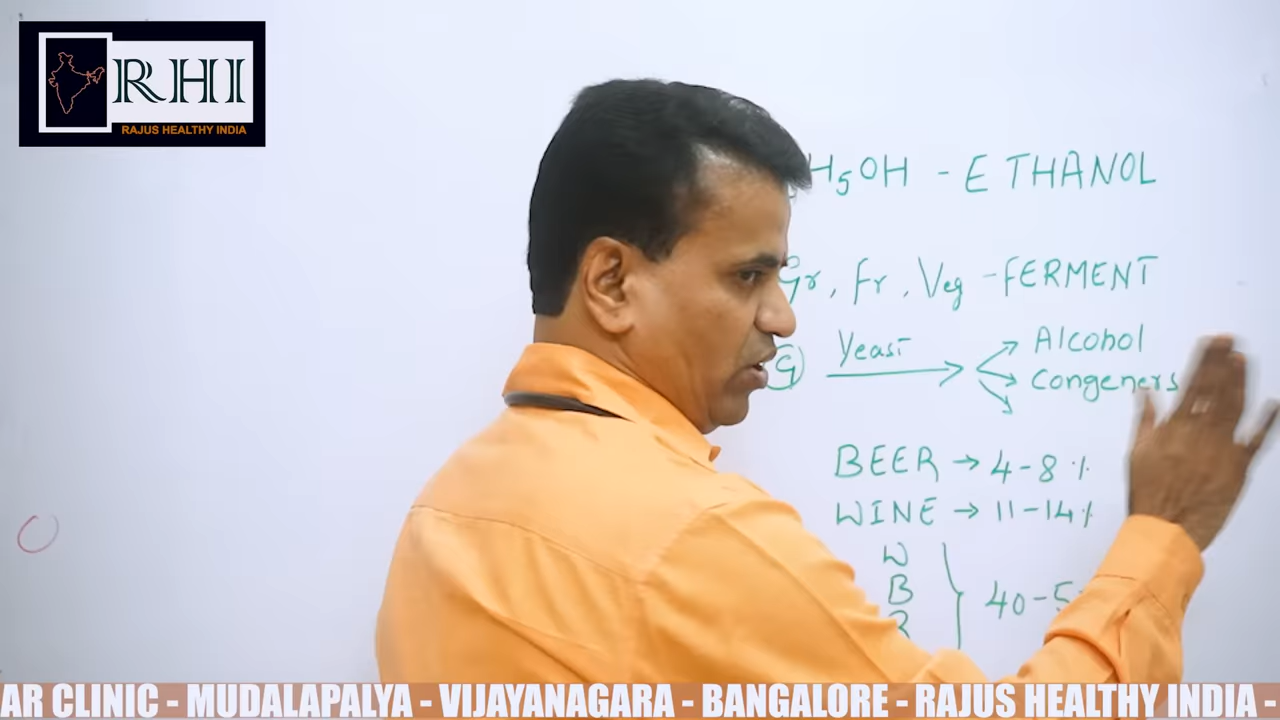 RHI
RAJUS HEALTHY INDIA
H5OH - ETHANOL
Gr, Fr, Veg - FERMENT
G Yeast Alcohol
Congeners
BEER → 4-8%
WINE → 11-14%
W
B
40-5
AR CLINIC - MUDALAPALYA - VIJAYANAGARA - BANGALORE - RAJUS HEALTHY INDIA -